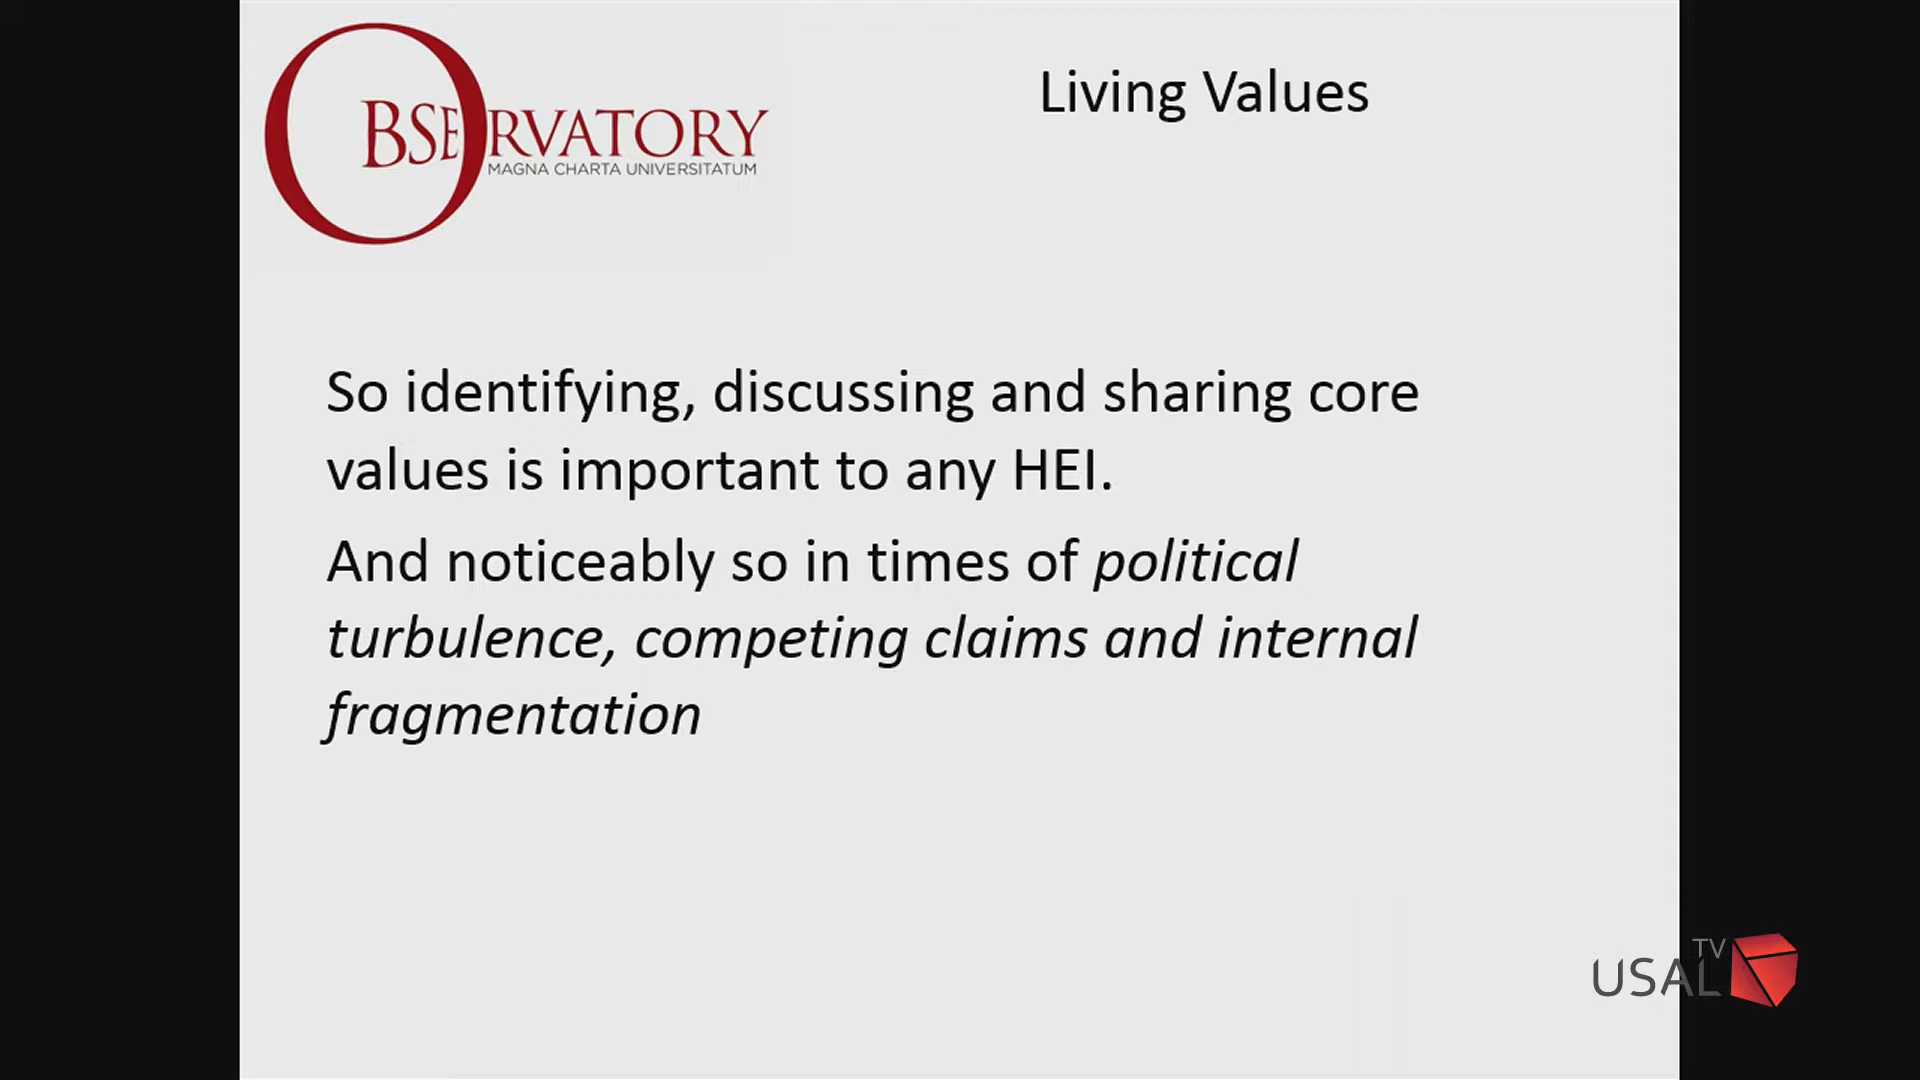 OBSERVATORY
MAGNA CHARTA UNIVERSITATUM
Living Values
So identifying, discussing and sharing core
values is important to any HEI.
And noticeably so in times of political
turbulence, competing claims and internal
fragmentation
TV
USAL